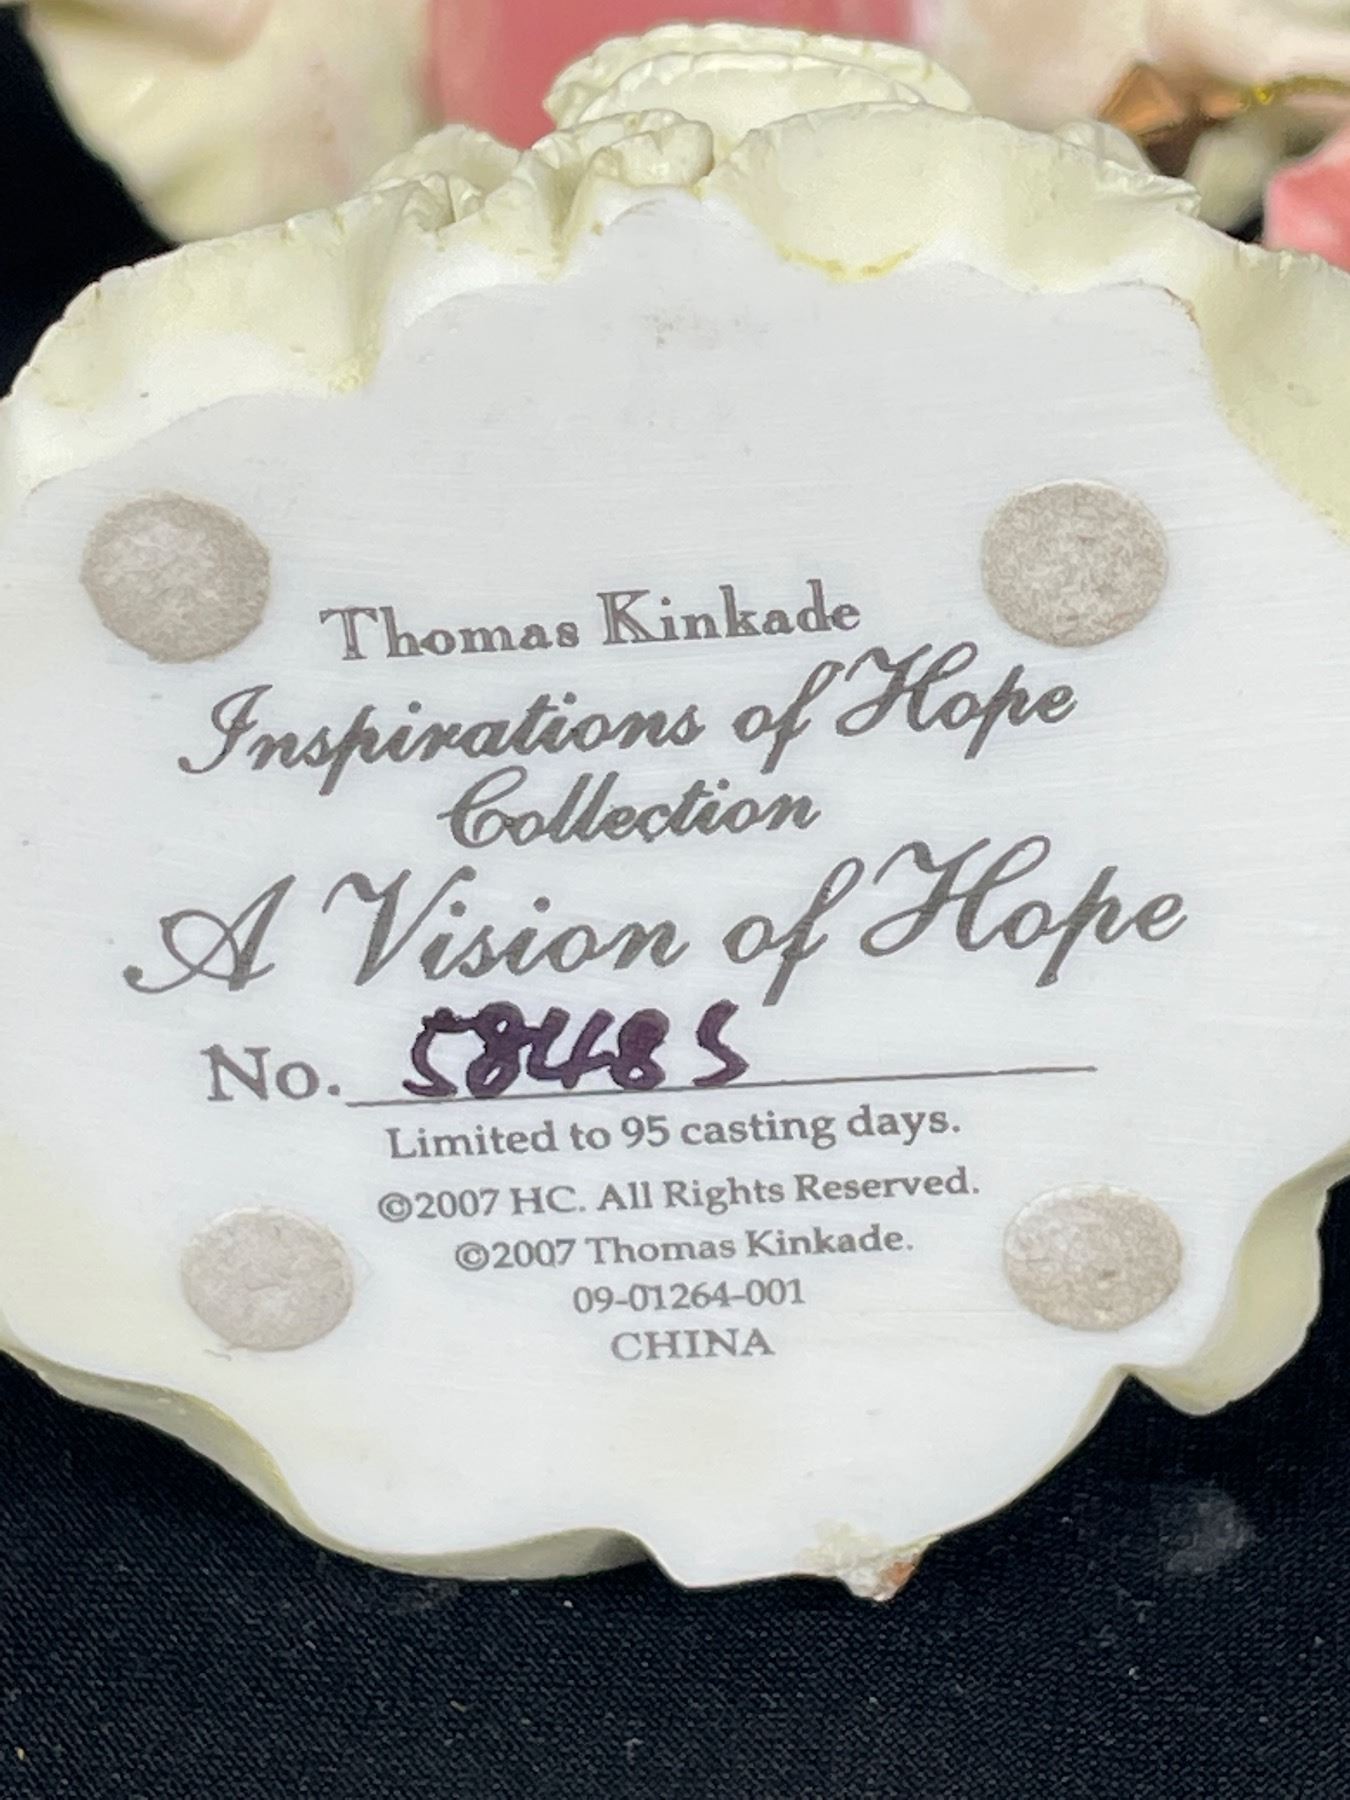 Thomas Kinkade
Inspirations of Hope
Collection
A Vision of Hope
No. 58485
Limited to 95 casting days.
©2007 HC. All Rights Reserved.
©2007 Thomas Kinkade.
09-01264-001
CHINA